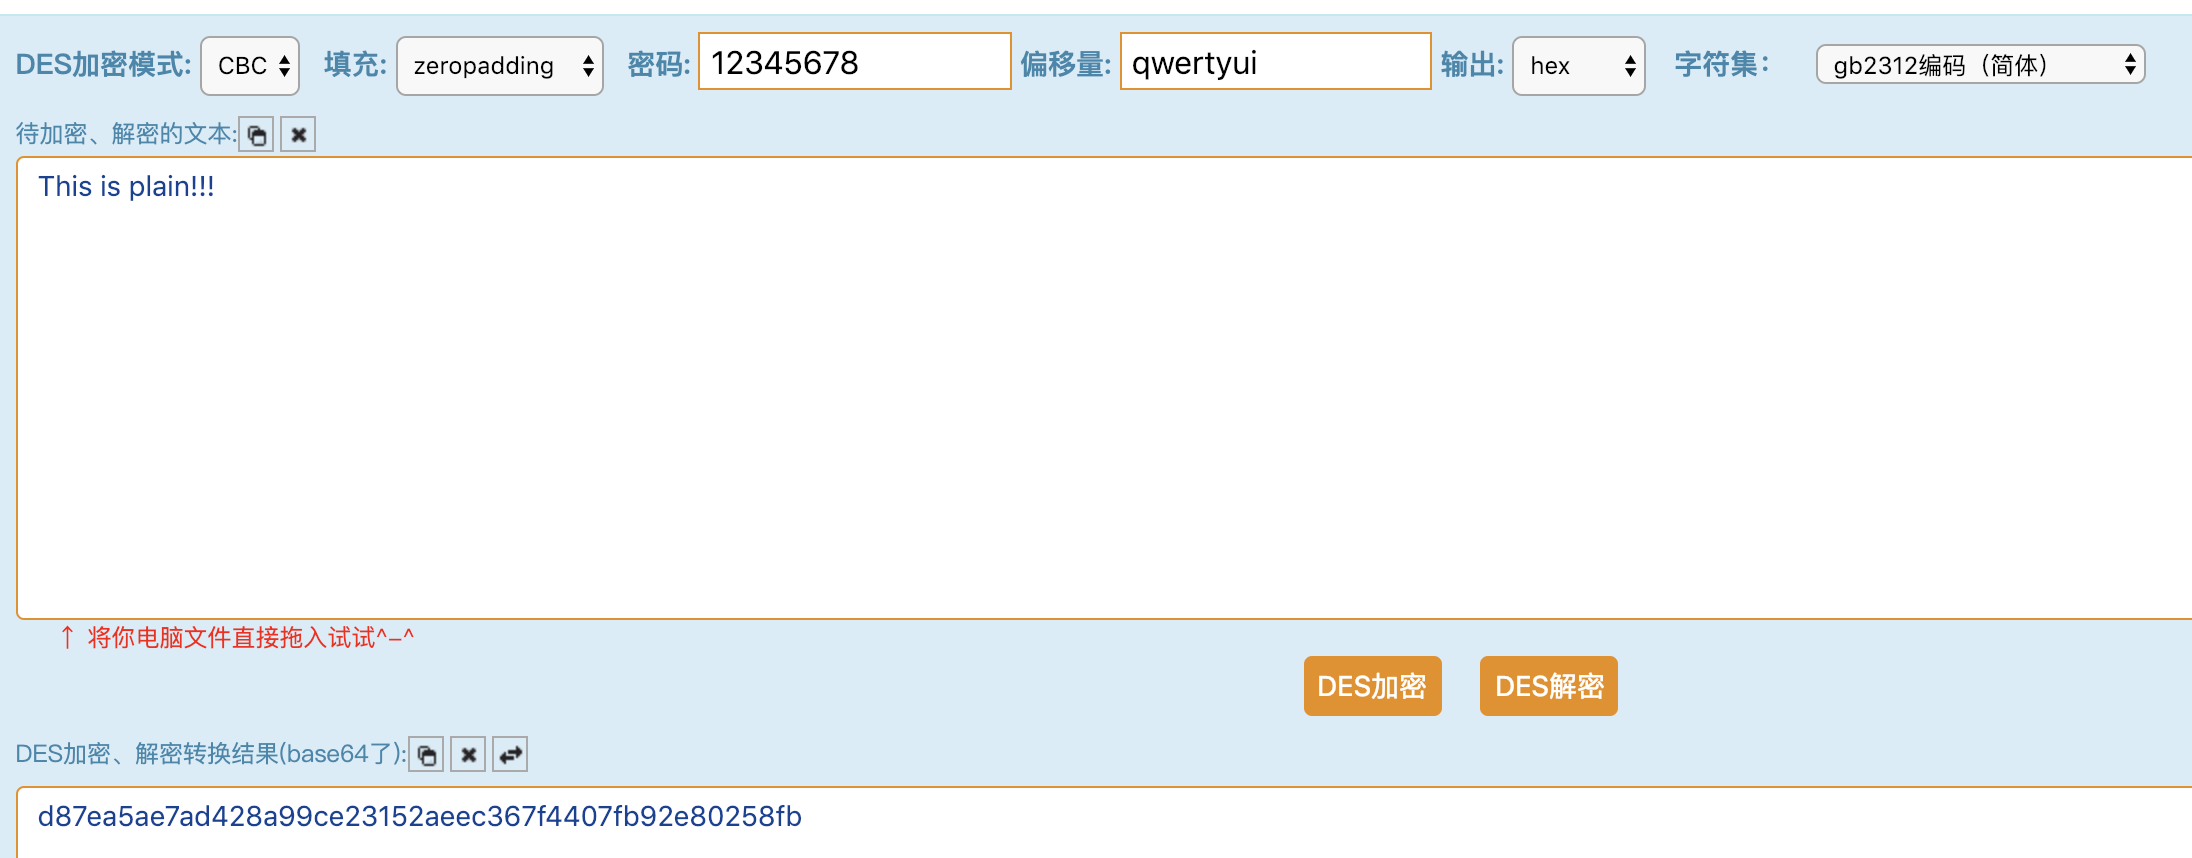 DES加密模式: CBC 填充: zeropadding 密码: 12345678 偏移量: qwertyui 输出: hex 字符集： gb2312编码（简体）
待加密、解密的文本:
This is plain!!!
↑ 将你电脑文件直接拖入试试^-^
DES加密 DES解密
DES加密、解密转换结果(base64了):
d87ea5ae7ad428a99ce23152aeec367f4407fb92e80258fb